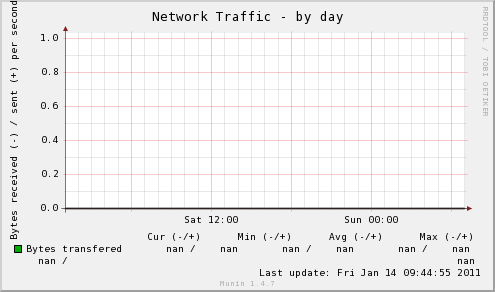 Network Traffic - by day
RRDTOOL / TOBI OETIKER
Bytes received (-) / sent (+) per second
1.0
0.8
0.6
0.4
0.2
0.0
Sat 12:00 Sun 00:00
Cur (-/+) Min (-/+) Avg (-/+) Max (-/+)
Bytes transfered nan / nan nan / nan nan / nan
nan / nan
Last update: Fri Jan 14 09:44:55 2011
Munin 1.4.7